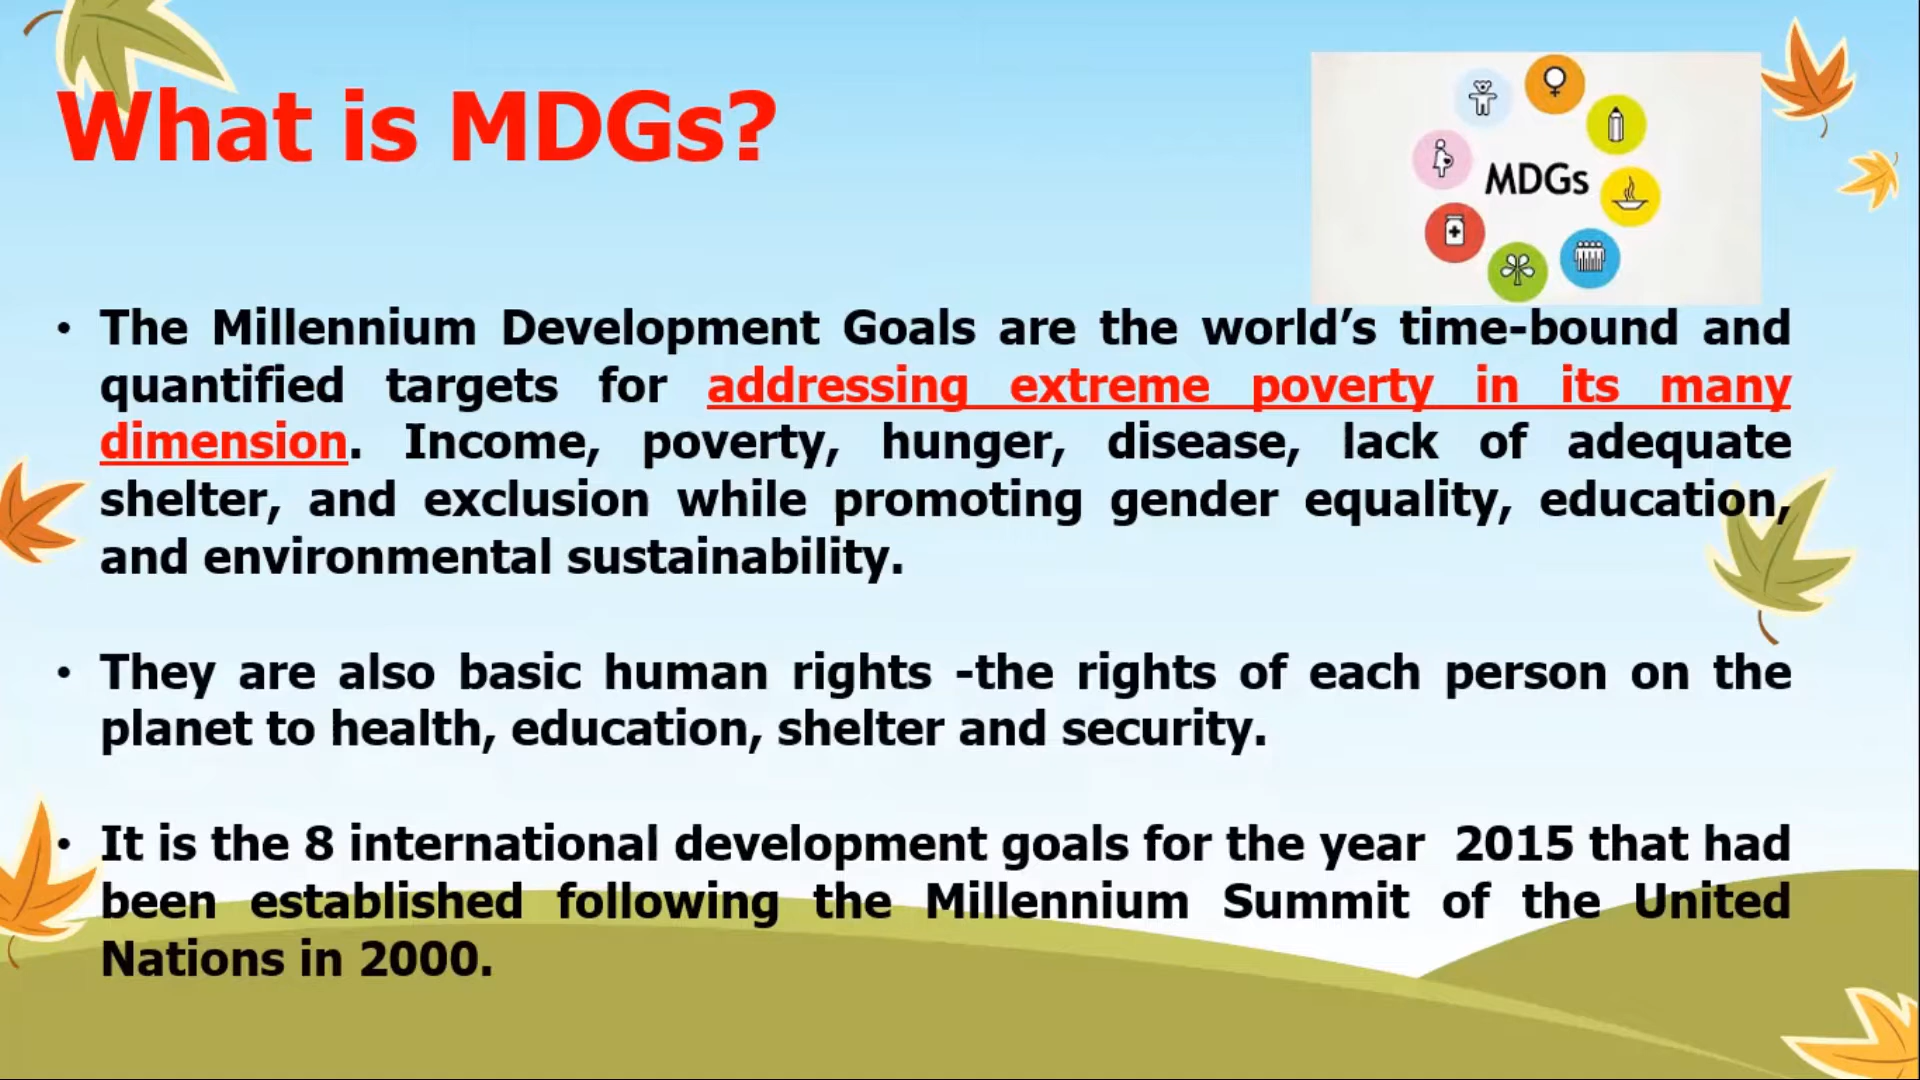 What is MDGs?
MDGs
• The Millennium Development Goals are the world’s time-bound and
quantified targets for addressing extreme poverty in its many
dimension. Income, poverty, hunger, disease, lack of adequate
shelter, and exclusion while promoting gender equality, education,
and environmental sustainability.
• They are also basic human rights -the rights of each person on the
planet to health, education, shelter and security.
• It is the 8 international development goals for the year 2015 that had
been established following the Millennium Summit of the United
Nations in 2000.